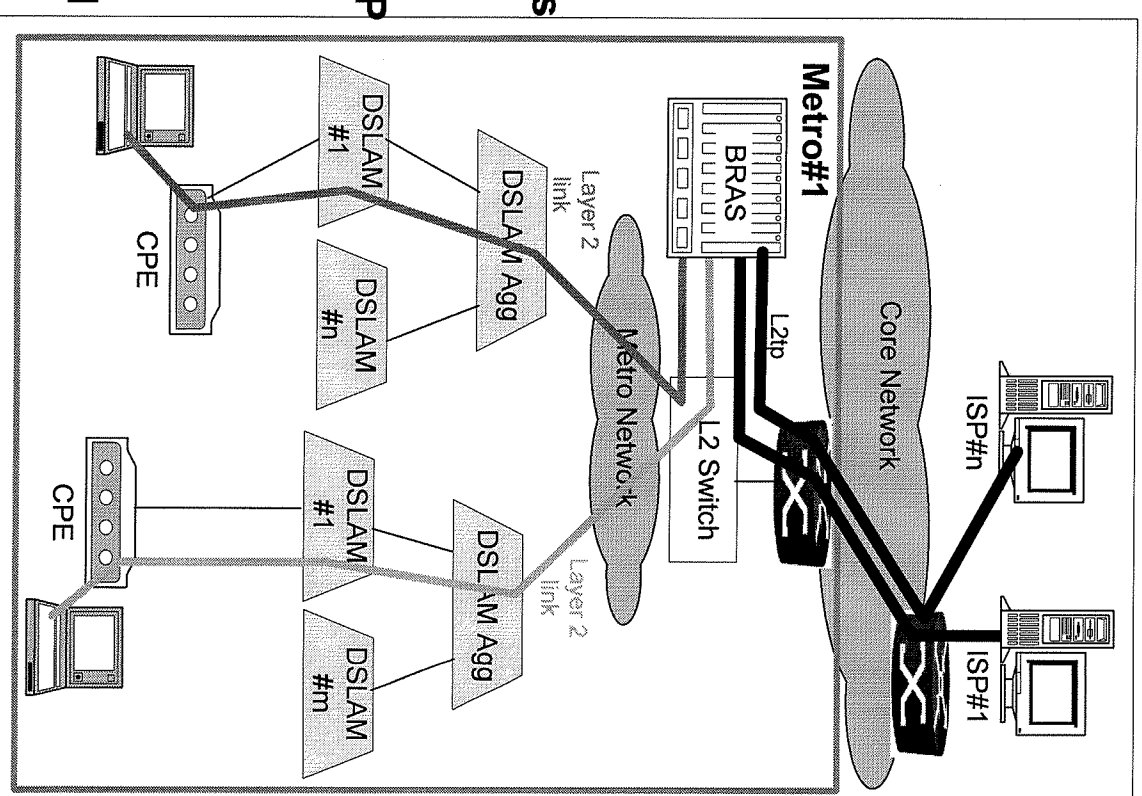 ISP#n
ISP#1
Core Network
Metro#1
BRAS
L2tp
L2 Switch
Metro Network
Layer 2
link
Layer 2
link
DSLAM Agg
DSLAM Agg
DSLAM
#1
DSLAM
#n
DSLAM
#1
DSLAM
#m
CPE
CPE
s
P